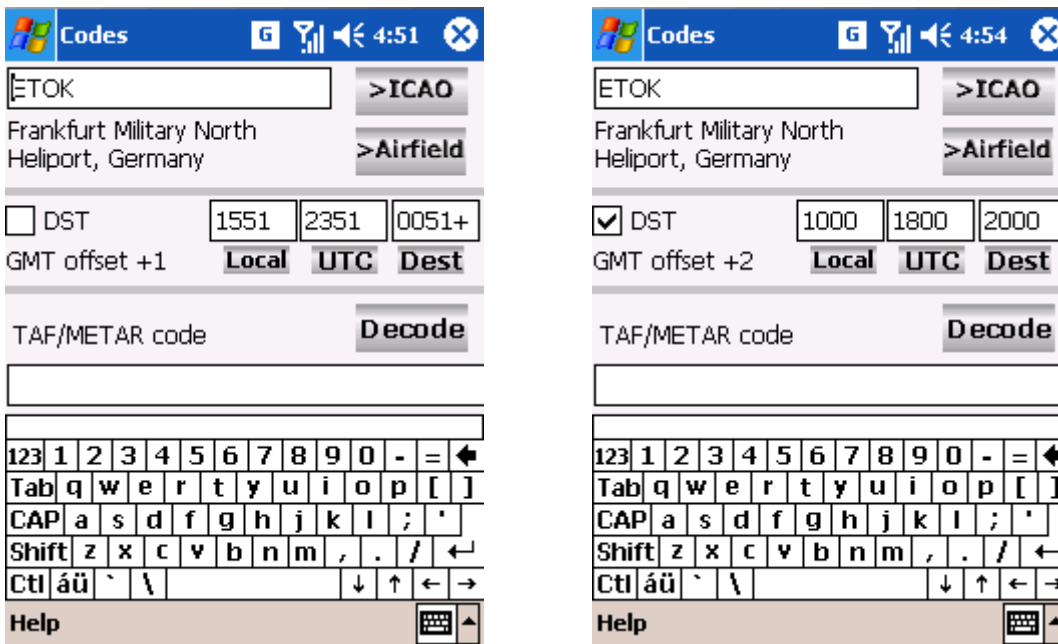 Codes G 4:51
ETOK >ICAO
Frankfurt Military North
Heliport, Germany
>Airfield
DST 1551 2351 0051+
GMT offset +1 Local UTC Dest
TAF/METAR code Decode
123 1 2 3 4 5 6 7 8 9 0 - =
Tab q w e r t y u i o p [ ]
CAP a s d f g h j k l ; '
Shift z x c v b n m , . / ↵
Ctl áü ` \ ↓ ↑ ← →
Help
Codes G 4:54
ETOK >ICAO
Frankfurt Military North
Heliport, Germany
>Airfield
DST 1000 1800 2000
GMT offset +2 Local UTC Dest
TAF/METAR code Decode
123 1 2 3 4 5 6 7 8 9 0 - =
Tab q w e r t y u i o p [ ]
CAP a s d f g h j k l ; '
Shift z x c v b n m , . / ↵
Ctl áü ` \ ↓ ↑ ← →
Help